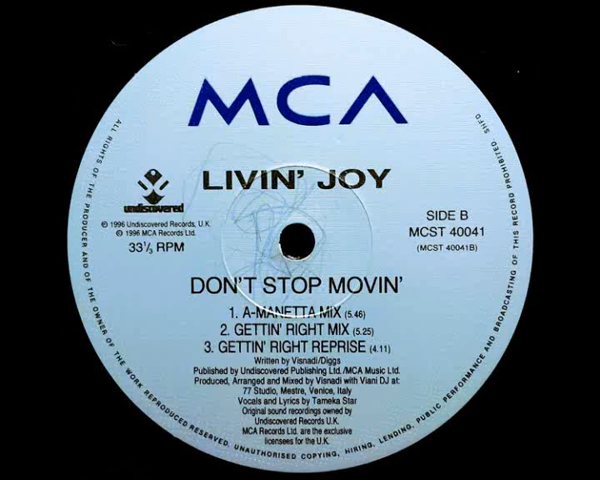 MCA
LIVIN' JOY
undiscovered
℗ 1996 Undiscovered Records, U.K.
© 1996 MCA Records Ltd.
33⅓ RPM
SIDE B
MCST 40041
(MCST 40041B)
DON'T STOP MOVIN'
1. A-MANETTA MIX (5.46)
2. GETTIN' RIGHT MIX (5.25)
3. GETTIN' RIGHT REPRISE (4.11)
Written by Visnadi/Diggs
Published by Undiscovered Publishing Ltd./MCA Music Ltd.
Produced, Arranged and Mixed by Visnadi with Viani DJ at:
77 Studio, Mestre, Venice, Italy
Vocals and Lyrics by Tameka Star
Original sound recordings owned by
Undiscovered Records U.K.
MCA Records Ltd. are the exclusive
licensees for the U.K.
ALL RIGHTS OF THE PRODUCER AND OF THE OWNER OF THE WORK REPRODUCED RESERVED. UNAUTHORISED COPYING, HIRING, LENDING, PUBLIC PERFORMANCE AND BROADCASTING OF THIS RECORD PROHIBITED. SHFD